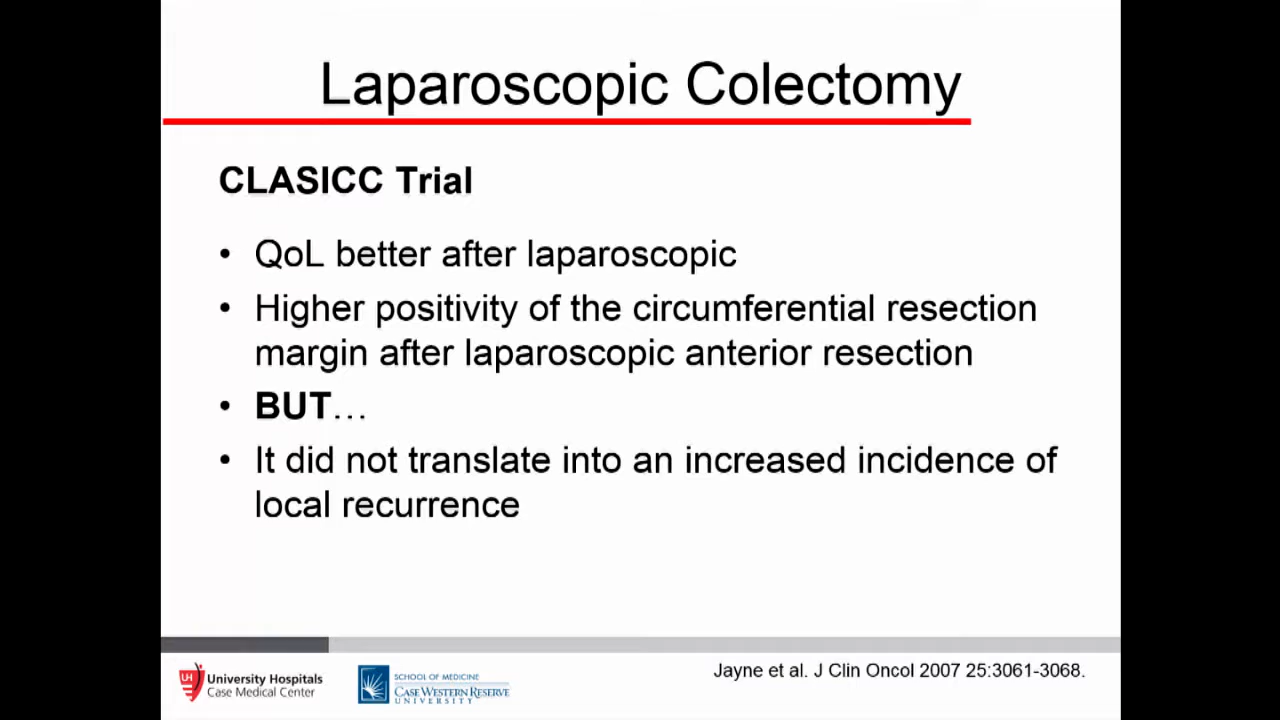 Laparoscopic Colectomy
CLASICC Trial
• QoL better after laparoscopic
• Higher positivity of the circumferential resection
margin after laparoscopic anterior resection
• BUT…
• It did not translate into an increased incidence of
local recurrence
UH
University Hospitals
Case Medical Center
SCHOOL OF MEDICINE
CASE WESTERN RESERVE
UNIVERSITY
Jayne et al. J Clin Oncol 2007 25:3061-3068.